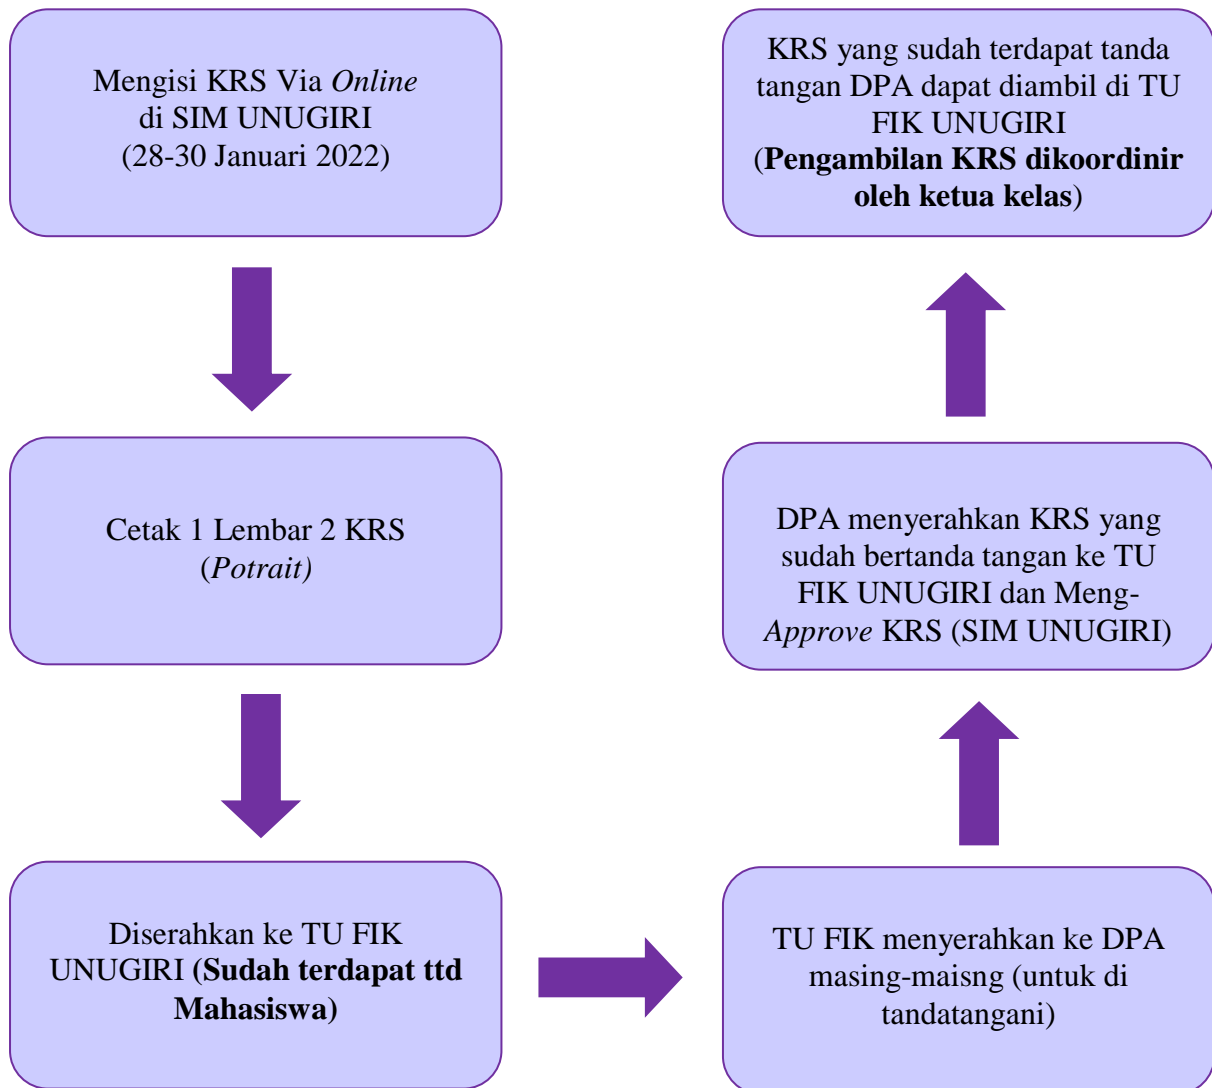 Mengisi KRS Via Online
di SIM UNUGIRI
(28-30 Januari 2022)
Cetak 1 Lembar 2 KRS
(Potrait)
Diserahkan ke TU FIK
UNUGIRI (Sudah terdapat ttd
Mahasiswa)
TU FIK menyerahkan ke DPA
masing-maisng (untuk di
tandatangani)
DPA menyerahkan KRS yang
sudah bertanda tangan ke TU
FIK UNUGIRI dan Meng-
Approve KRS (SIM UNUGIRI)
KRS yang sudah terdapat tanda
tangan DPA dapat diambil di TU
FIK UNUGIRI
(Pengambilan KRS dikoordinir
oleh ketua kelas)